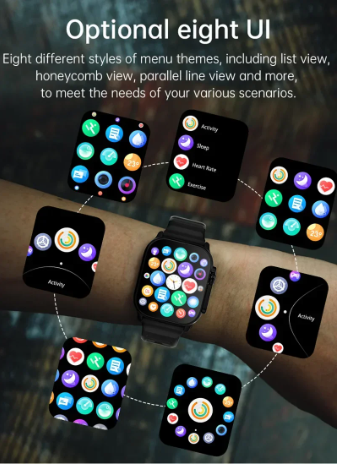 Optional eight UI
Eight different styles of menu themes, including list view,
honeycomb view, parallel line view and more,
to meet the needs of your various scenarios.
Activity
Sleep
Heart Rate
Exercise
Activity
Activity